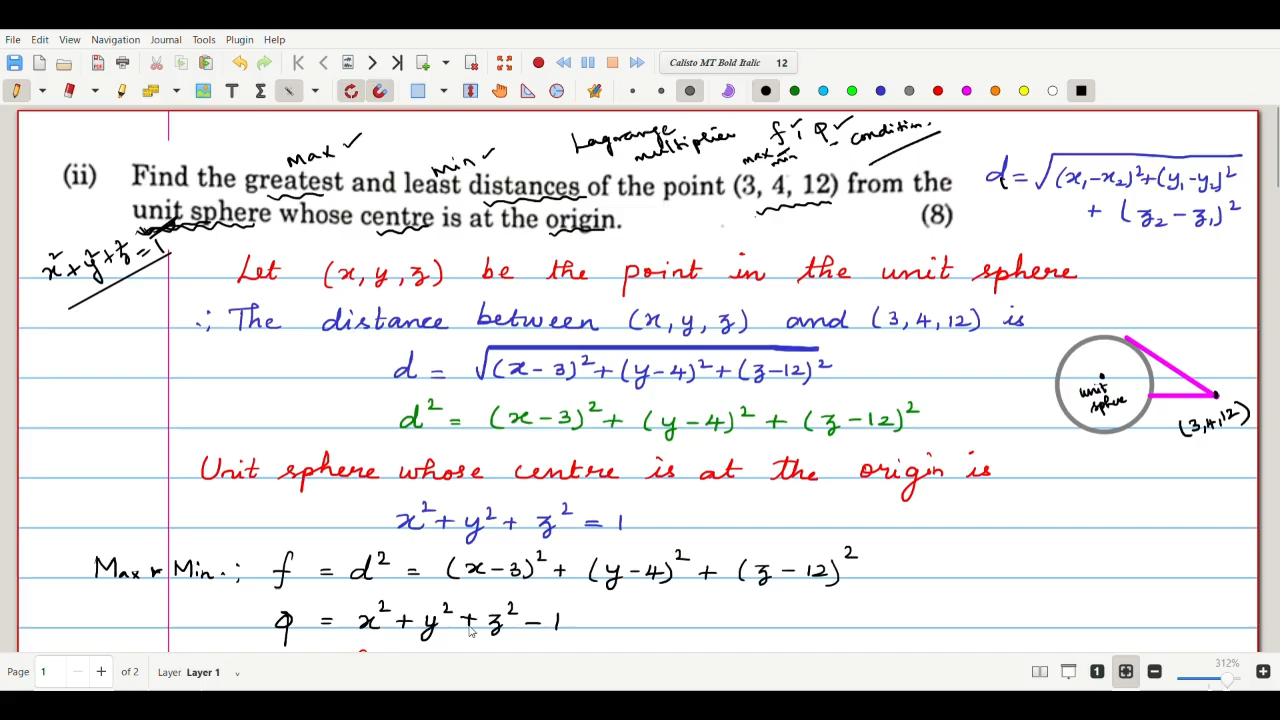 File Edit View Navigation Journal Tools Plugin Help
Calisto MT Bold Italic 12
Lagrange multiplier f ✓, φ ✓ - condition.
max min
max ✓ min ✓
(ii) Find the greatest and least distances of the point (3, 4, 12) from the
unit sphere whose centre is at the origin. (8)
d = √(x₁-x₂)²+(y₁-y₂)²
+ (z₂-z₁)²
x²+y²+z²=1
Let (x, y, z) be the point in the unit sphere
∴ The distance between (x, y, z) and (3, 4, 12) is
d = √(x-3)²+(y-4)²+(z-12)²
d² = (x-3)²+(y-4)²+(z-12)²
unit sphere
(3,4,12)
Unit sphere whose centre is at the origin is
x²+y²+z² = 1
Max & Min.: f = d² = (x-3)²+(y-4)²+(z-12)²
φ = x²+y²+z²-1
Page 1 of 2 Layer Layer 1 312%